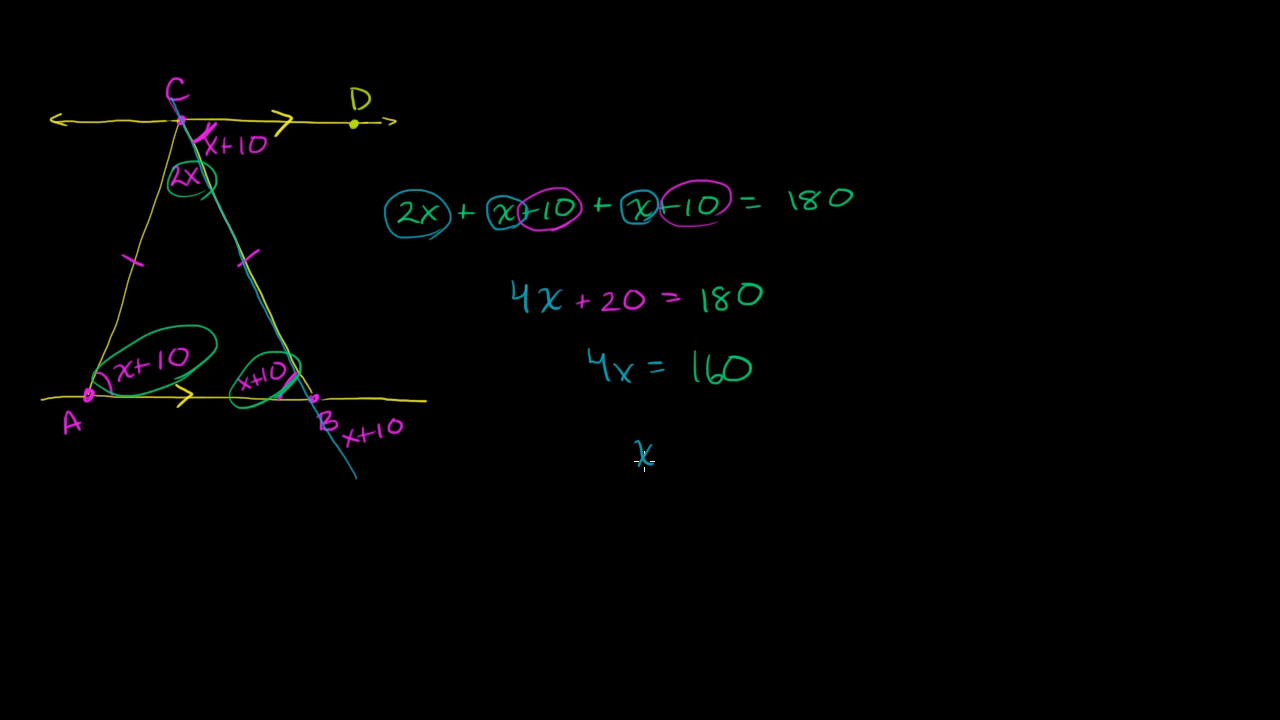 C
D
x+10
2x
2x + x+10 + x+10 = 180
4x + 20 = 180
x+10
x+10
4x = 160
A
B
x+10
x